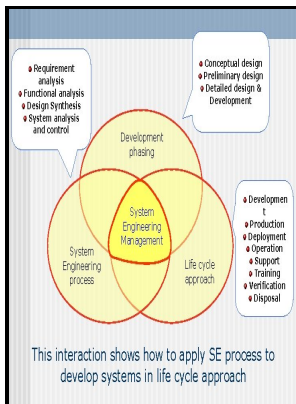 Requirement
analysis
Functional analysis
Design Synthesis
System analysis
and control
Conceptual design
Preliminary design
Detailed design &
Development
Development
phasing
System
Engineering
Management
System
Engineering
process
Life cycle
approach
Developmen
t
Production
Deployment
Operation
Support
Training
Verification
Disposal
This interaction shows how to apply SE process to
develop systems in life cycle approach